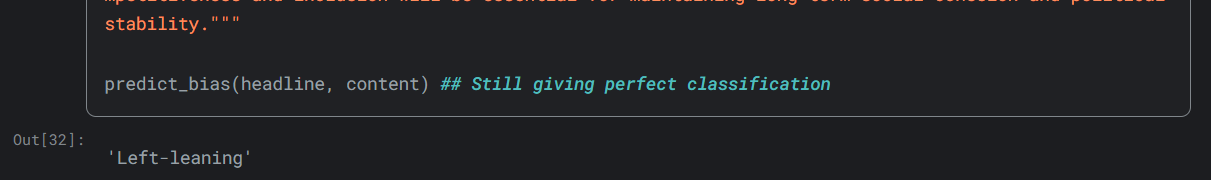 stability."""
predict_bias(headline, content) ## Still giving perfect classification
Out[32]:
'Left-leaning'